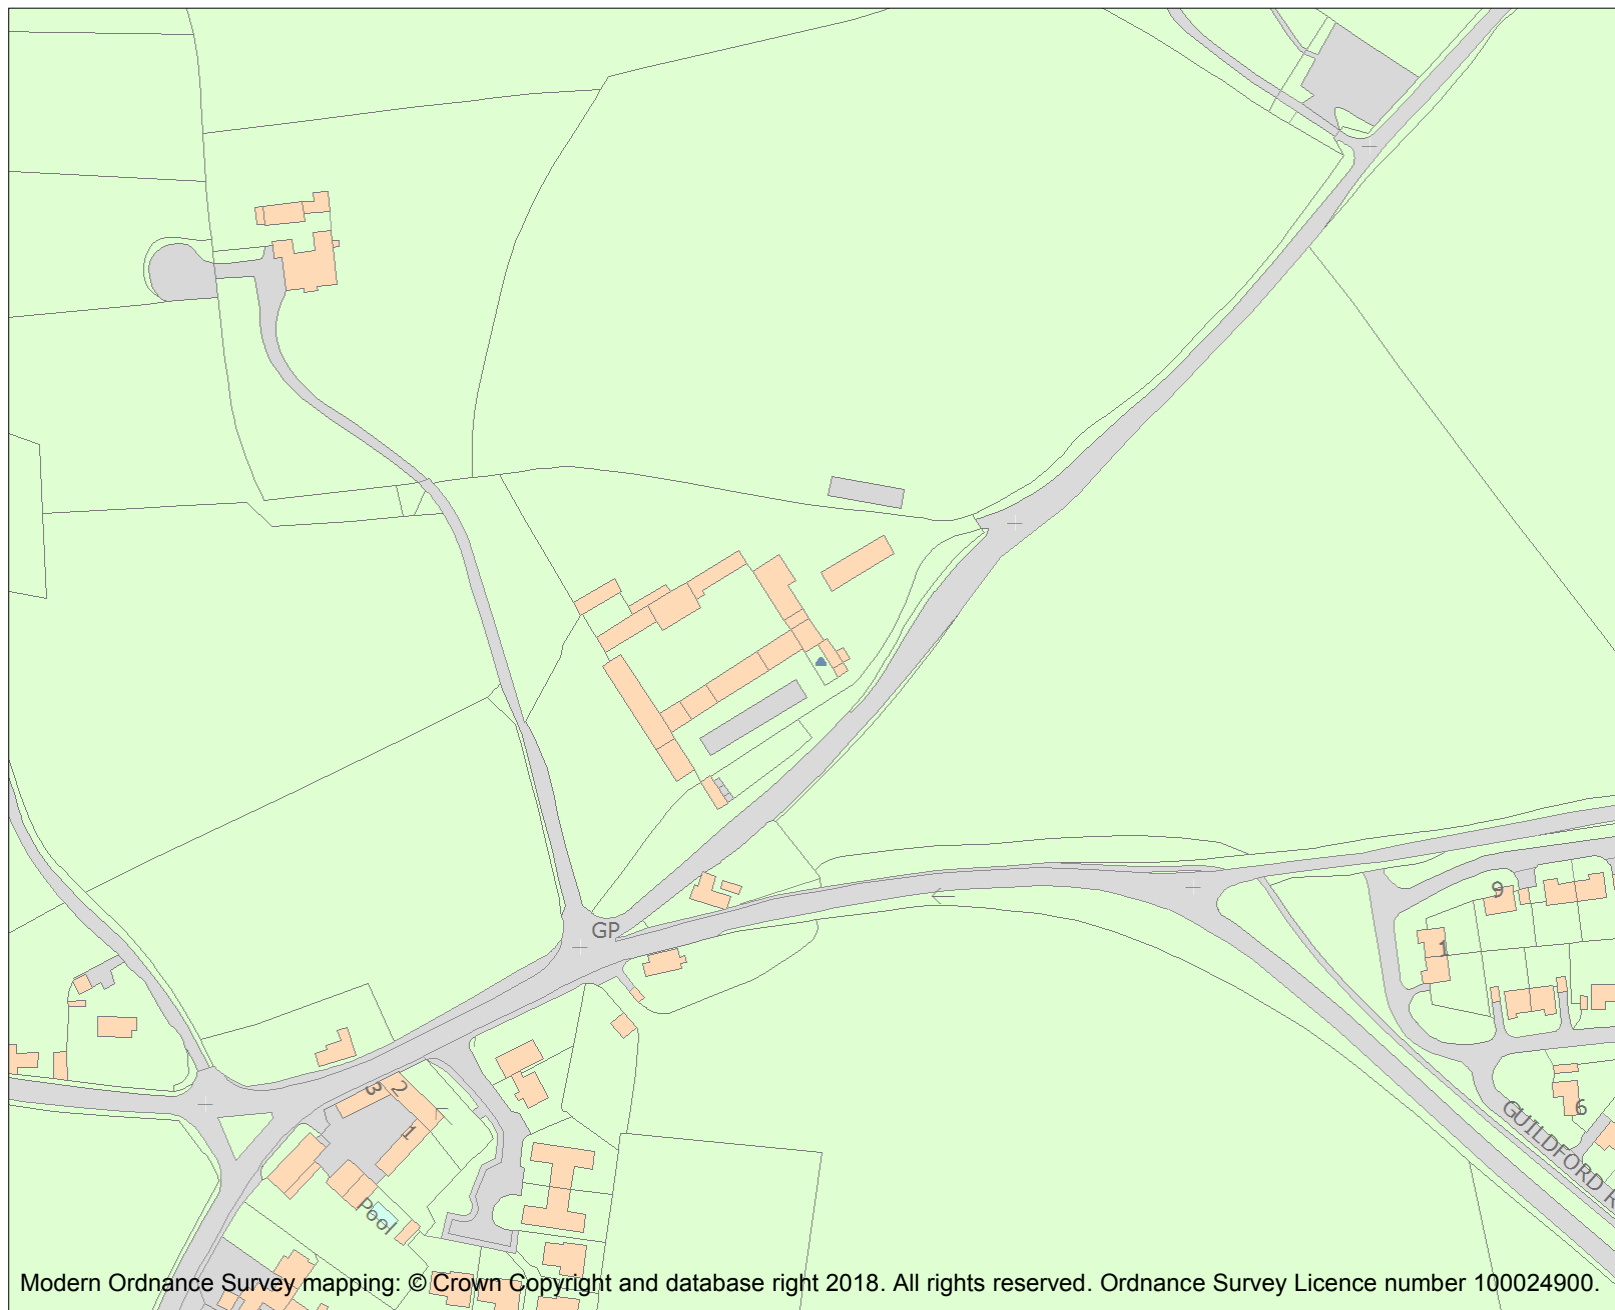 GP
9
1
6
GUILDFORD R
3
2
1
Pool
Modern Ordnance Survey mapping: © Crown Copyright and database right 2018. All rights reserved. Ordnance Survey Licence number 100024900.